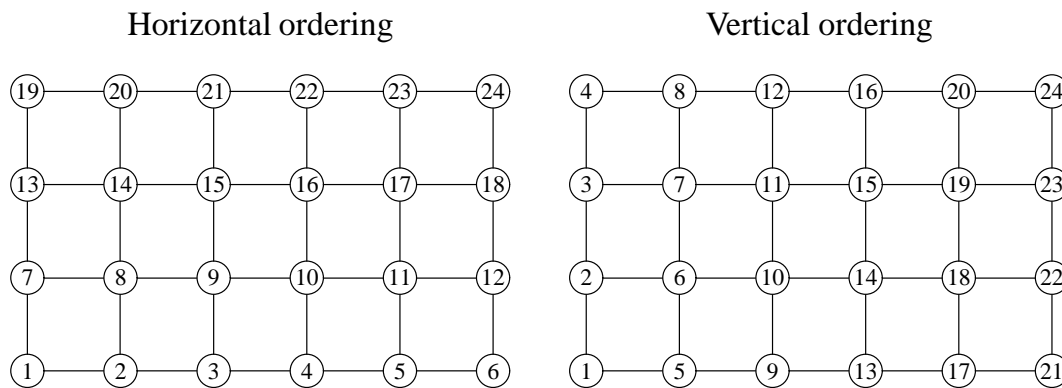 Horizontal ordering
19 20 21 22 23 24
13 14 15 16 17 18
7 8 9 10 11 12
1 2 3 4 5 6
Vertical ordering
4 8 12 16 20 24
3 7 11 15 19 23
2 6 10 14 18 22
1 5 9 13 17 21